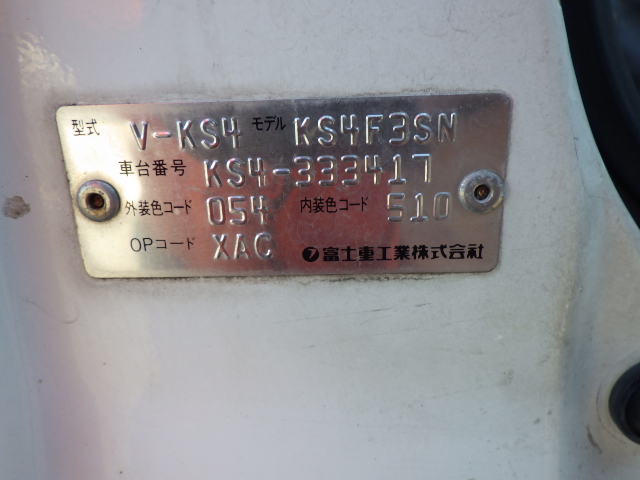 型式 V-KS4 モデル KS4F3SN
車台番号 KS4-333417
外装色コード 054 内装色コード 510
OPコード XAC 富士重工業株式会社